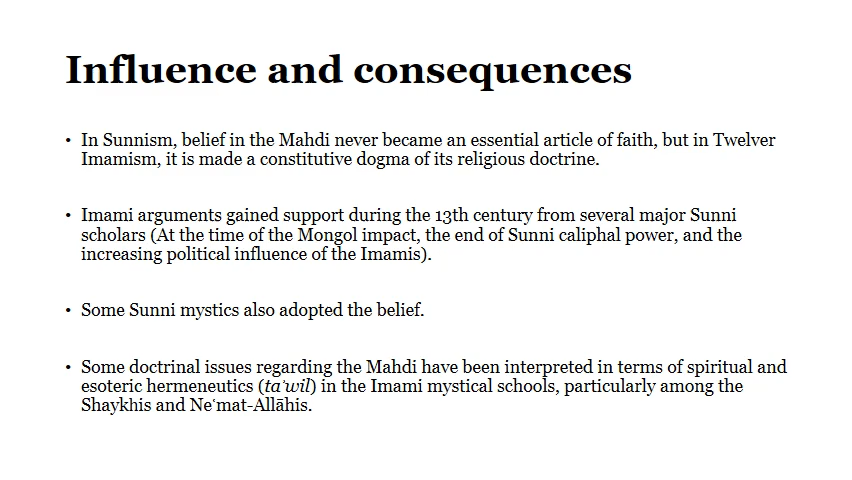 Influence and consequences
• In Sunnism, belief in the Mahdi never became an essential article of faith, but in Twelver
Imamism, it is made a constitutive dogma of its religious doctrine.
• Imami arguments gained support during the 13th century from several major Sunni
scholars (At the time of the Mongol impact, the end of Sunni caliphal power, and the
increasing political influence of the Imamis).
• Some Sunni mystics also adopted the belief.
• Some doctrinal issues regarding the Mahdi have been interpreted in terms of spiritual and
esoteric hermeneutics (taʾwil) in the Imami mystical schools, particularly among the
Shaykhis and Neʿmat-Allāhis.